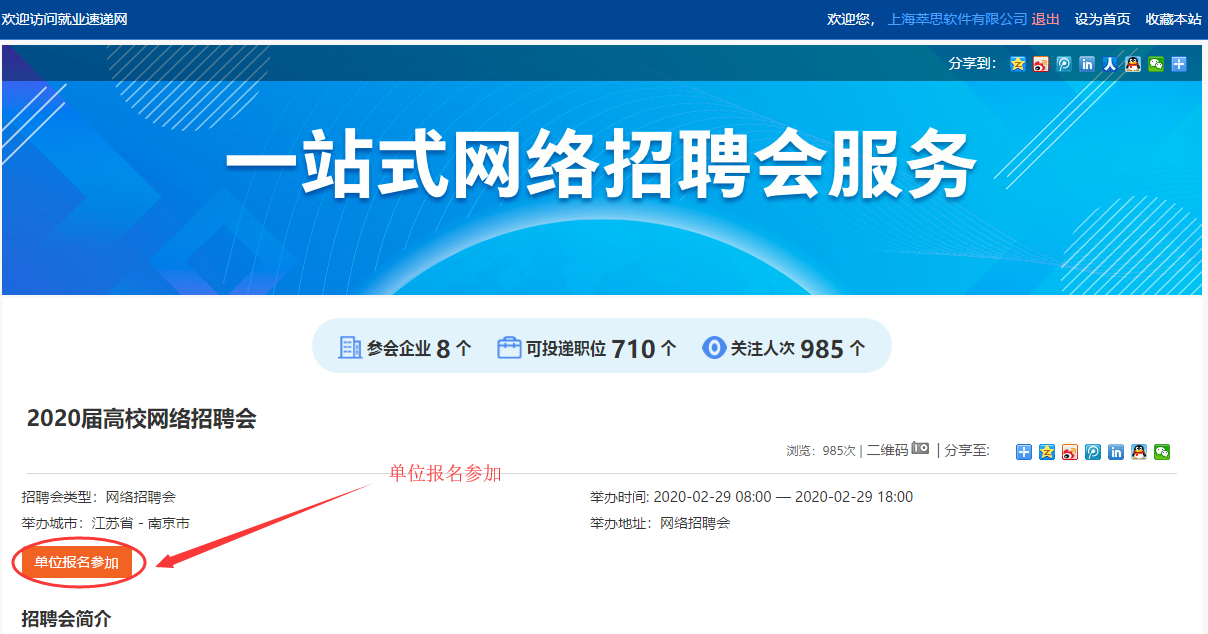 欢迎访问就业速递网
欢迎您， 上海萃思软件有限公司 退出 设为首页 收藏本站
分享到：
一站式网络招聘会服务
参会企业 8 个 可投递职位 710 个 关注人次 985 个
2020届高校网络招聘会
浏览：985次 | 二维码 | 分享至:
单位报名参加
招聘会类型：网络招聘会 举办时间: 2020-02-29 08:00 — 2020-02-29 18:00
举办城市：江苏省 - 南京市 举办地址：网络招聘会
单位报名参加
招聘会简介